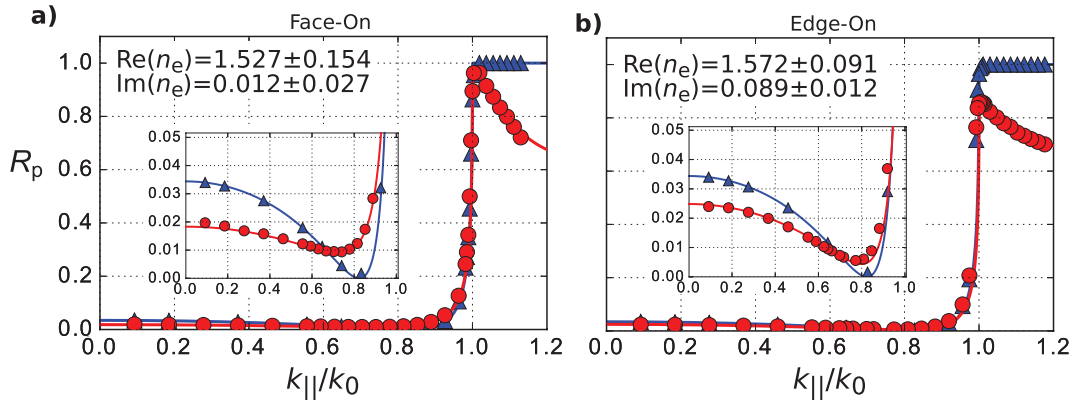 a)
Face-On
Re(nₑ)=1.527±0.154
Im(nₑ)=0.012±0.027
1.0
0.8
0.6
0.4
0.2
0.0
Rₚ
0.05
0.04
0.03
0.02
0.01
0.00
0.0 0.2 0.4 0.6 0.8 1.0
0.0 0.2 0.4 0.6 0.8 1.0 1.2
k||/k₀
b)
Edge-On
Re(nₑ)=1.572±0.091
Im(nₑ)=0.089±0.012
0.05
0.04
0.03
0.02
0.01
0.00
0.0 0.2 0.4 0.6 0.8 1.0
0.0 0.2 0.4 0.6 0.8 1.0 1.2
k||/k₀